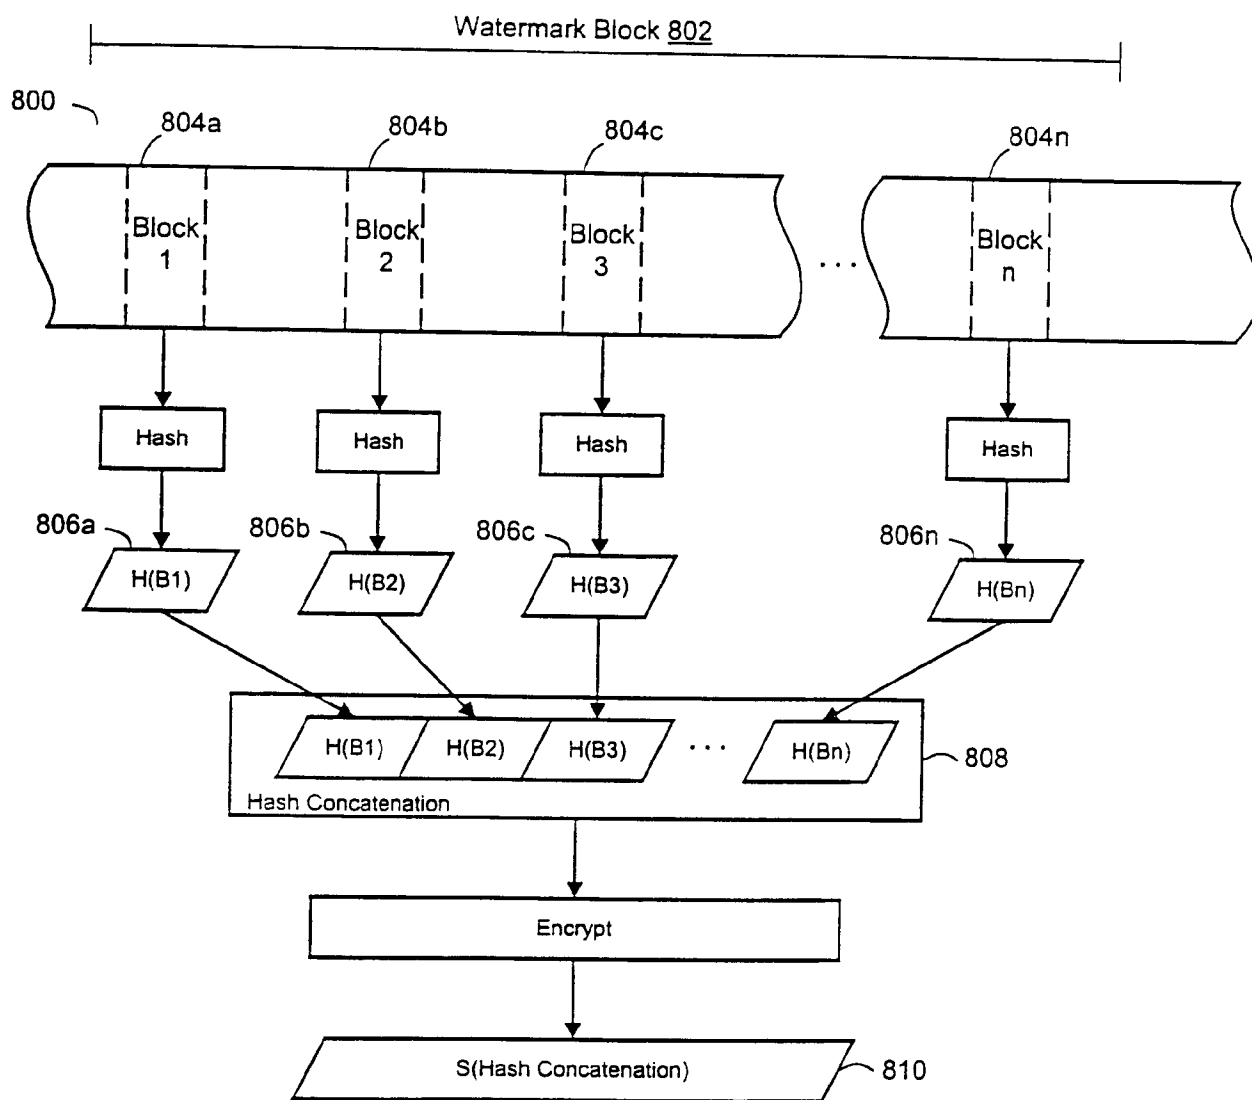 Watermark Block 802
800
804a
804b
804c
804n
Block
1
Block
2
Block
3
. . .
Block
n
Hash
Hash
Hash
Hash
806a
806b
806c
806n
H(B1)
H(B2)
H(B3)
H(Bn)
H(B1)
H(B2)
H(B3)
. . .
H(Bn)
808
Hash Concatenation
Encrypt
S(Hash Concatenation)
810